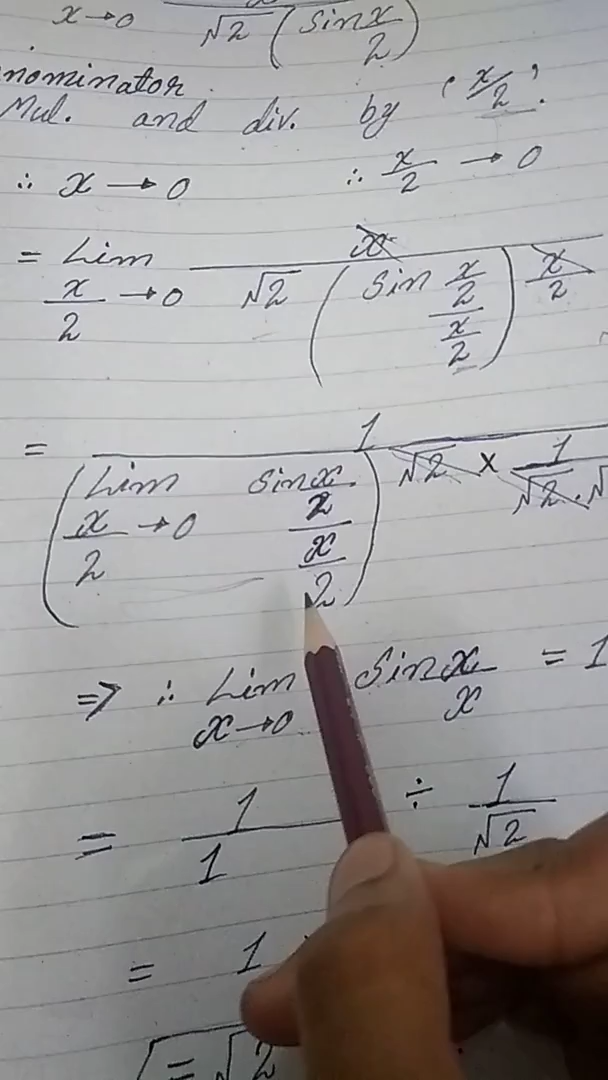 x→0 √2 (Sin x/2)
nominator.
Mul. and div. by 'x/2'.
∴ x → 0 ∴ x/2 → 0
= Lim x/2 → 0 x / √2 (Sin x/2 / x/2) x/2
= 1 / (Lim x/2 → 0 Sin x/2 / x/2) √2 × 1/√2.√
=> ∴ Lim x→0 Sin x / x = 1
= 1/1 ÷ 1/√2
= 1
= √2